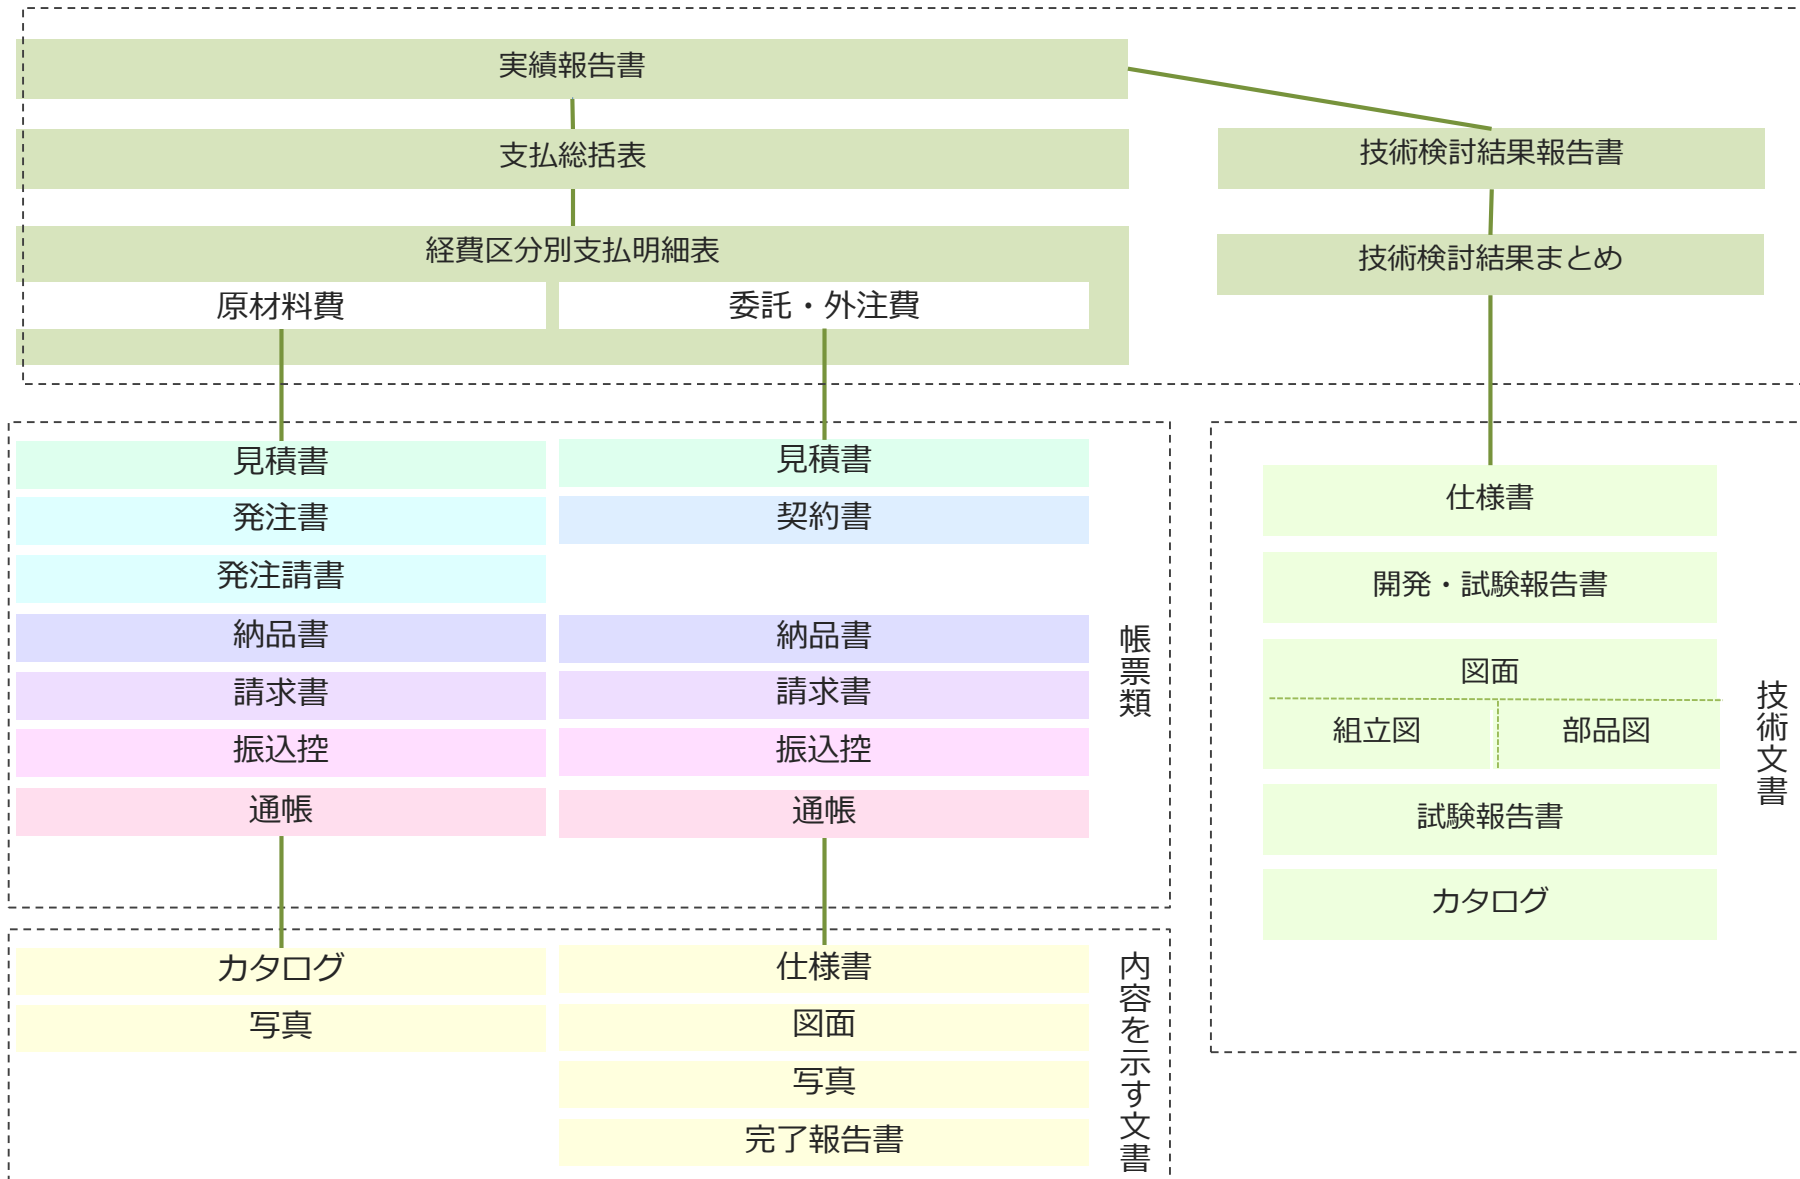 実績報告書
支払総括表
技術検討結果報告書
経費区分別支払明細表
技術検討結果まとめ
原材料費
委託・外注費
見積書
発注書
発注請書
納品書
請求書
振込控
通帳
見積書
契約書
納品書
請求書
振込控
通帳
帳票類
カタログ
写真
仕様書
図面
写真
完了報告書
内容を示す文書
仕様書
開発・試験報告書
図面
組立図
部品図
試験報告書
カタログ
技術文書